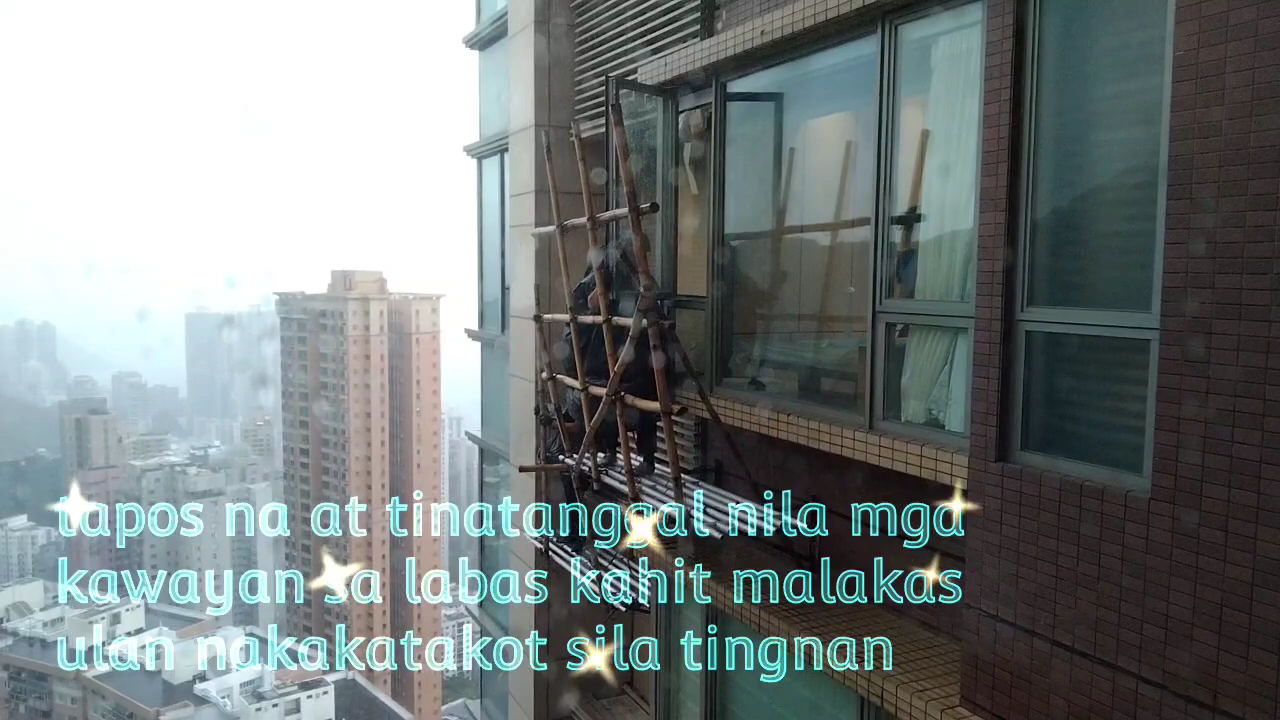 tapos na at tinatanggal nila mga
kawayan sa labas kahit malakas
ulan nakakatakot sila tingnan